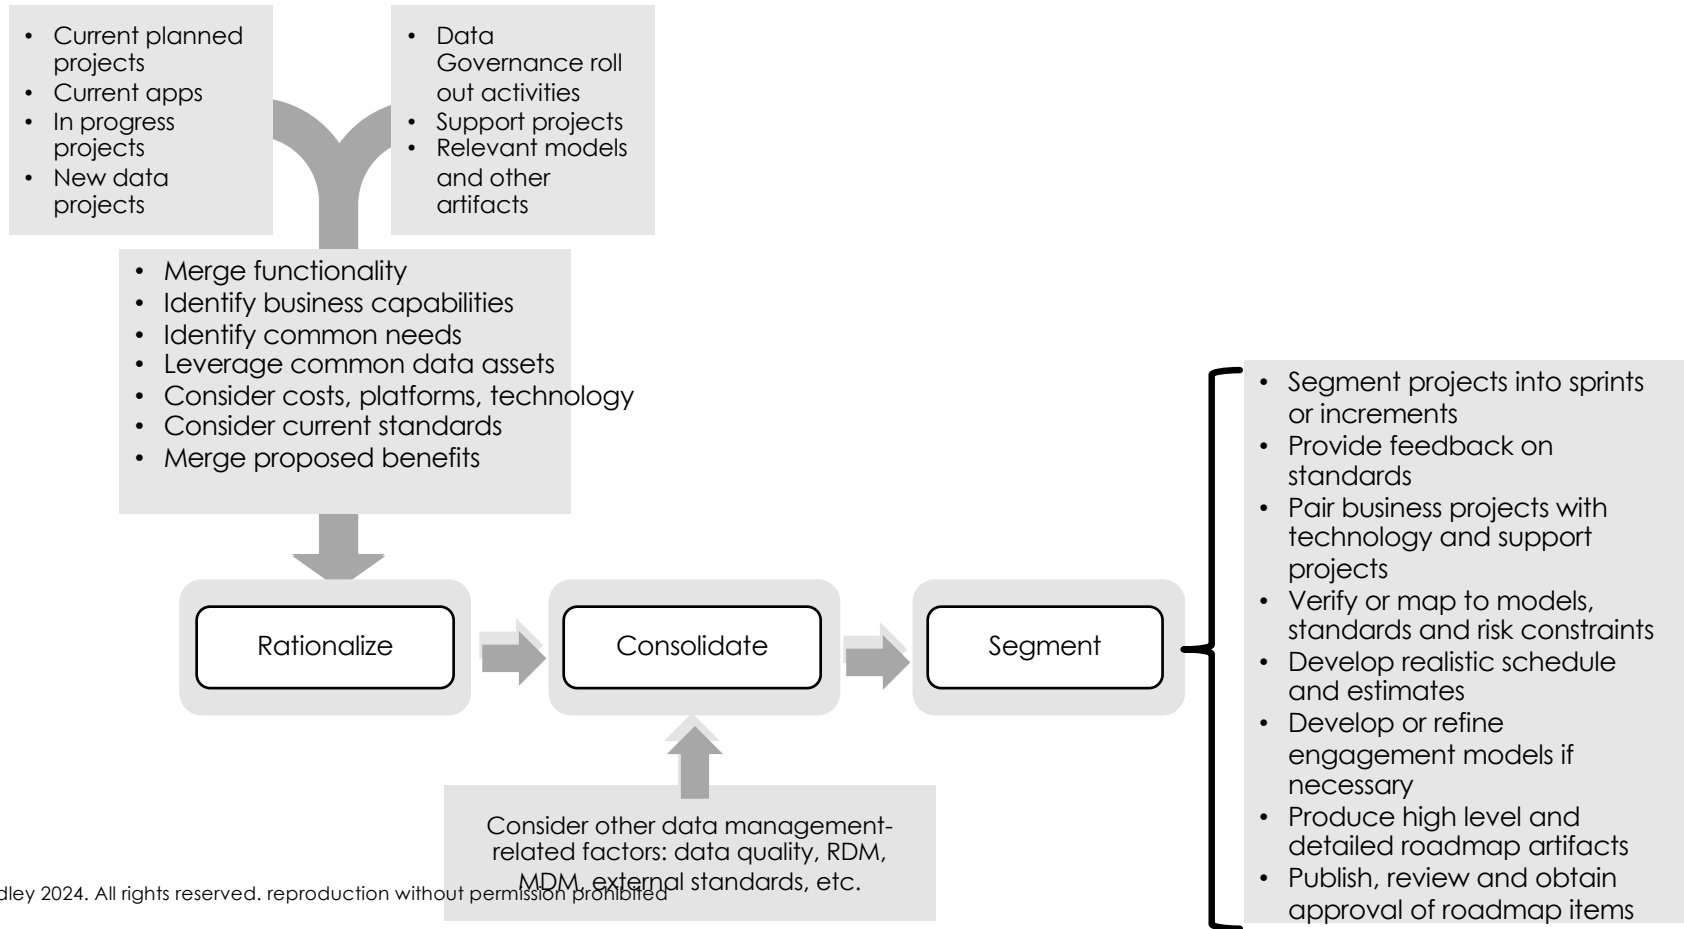 • Current planned
projects
• Current apps
• In progress
projects
• New data
projects
• Data
Governance roll
out activities
• Support projects
• Relevant models
and other
artifacts
• Merge functionality
• Identify business capabilities
• Identify common needs
• Leverage common data assets
• Consider costs, platforms, technology
• Consider current standards
• Merge proposed benefits
Rationalize
Consolidate
Segment
• Segment projects into sprints
or increments
• Provide feedback on
standards
• Pair business projects with
technology and support
projects
• Verify or map to models,
standards and risk constraints
• Develop realistic schedule
and estimates
• Develop or refine
engagement models if
necessary
• Produce high level and
detailed roadmap artifacts
• Publish, review and obtain
approval of roadmap items
Consider other data management-
related factors: data quality, RDM,
MDM, external standards, etc.
dley 2024. All rights reserved. reproduction without permission prohibited